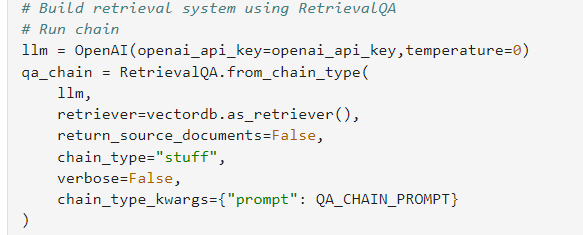 # Build retrieval system using RetrievalQA
# Run chain
llm = OpenAI(openai_api_key=openai_api_key,temperature=0)
qa_chain = RetrievalQA.from_chain_type(
    llm,
    retriever=vectordb.as_retriever(),
    return_source_documents=False,
    chain_type="stuff",
    verbose=False,
    chain_type_kwargs={"prompt": QA_CHAIN_PROMPT}
)